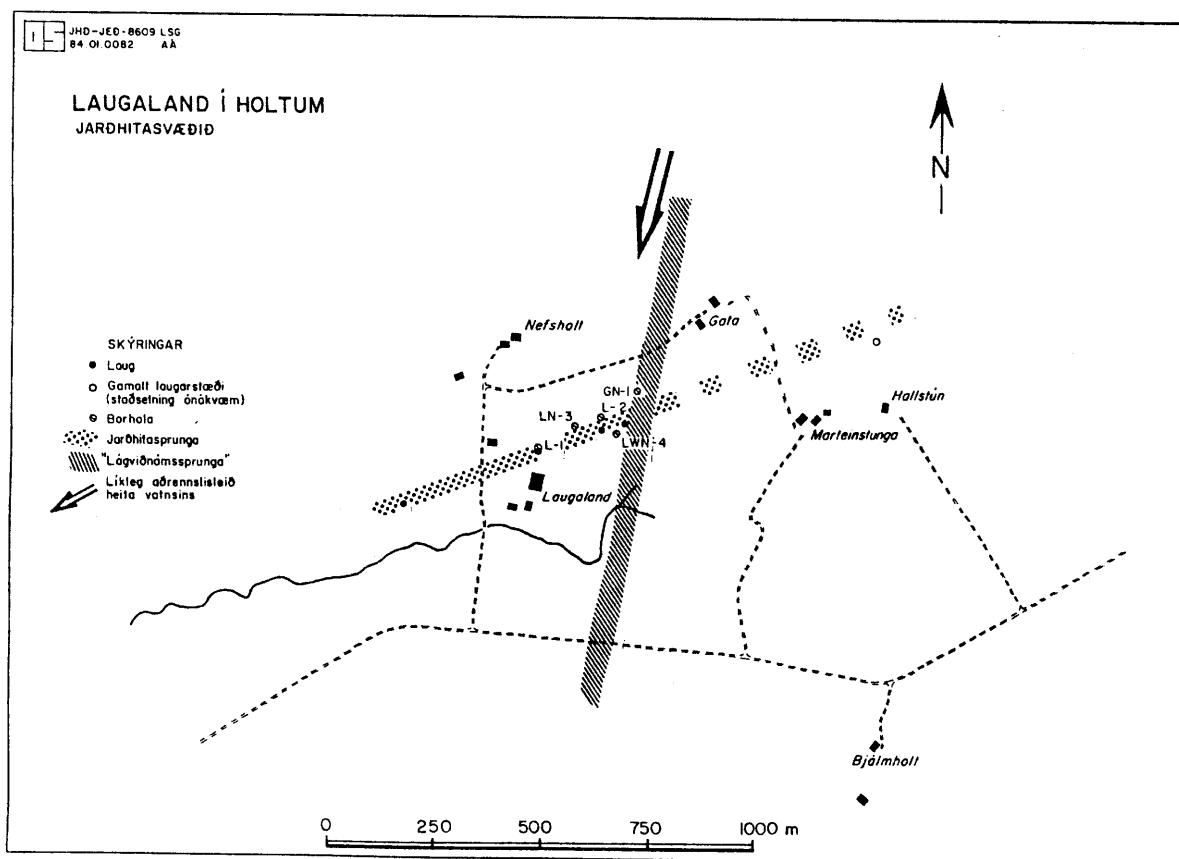 JHD-JED-8609 LSG
84.01.0082 AÁ
LAUGALAND Í HOLTUM
JARÐHITASVÆÐIÐ
N
SKÝRINGAR
Laug
Gamalt laugarstæði
(staðsetning ónákvæm)
Borhola
Jarðhitasprunga
"Lágviðnámssprunga"
Líkleg aðrennslisleið
heita vatnsins
Nefsholt
Gata
GN-1
L-2
LN-3
LWN-4
L-1
Laugaland
Hallstún
Marteinstunga
Bjálmholt
0 250 500 750 1000 m